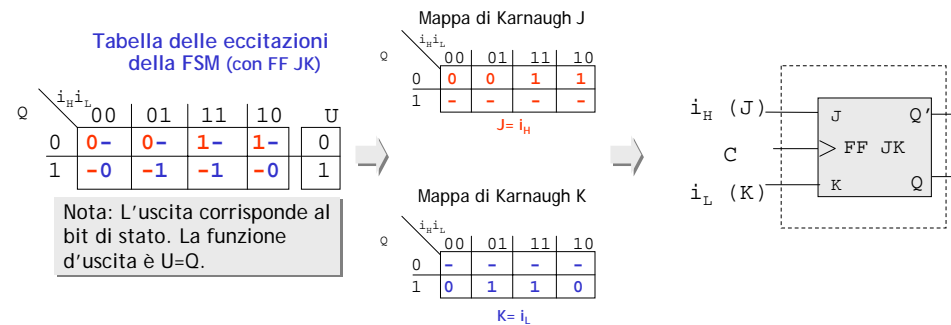 Tabella delle eccitazioni
della FSM (con FF JK)
Q iHiL 00 01 11 10 U
0 0- 0- 1- 1- 0
1 -0 -1 -1 -0 1
Nota: L'uscita corrisponde al
bit di stato. La funzione
d'uscita è U=Q.
Mappa di Karnaugh J
Q iHiL 00 01 11 10
0 0 0 1 1
1 - - - -
J= iH
Mappa di Karnaugh K
Q iHiL 00 01 11 10
0 - - - -
1 0 1 1 0
K= iL
iH (J) J Q'
C FF JK
iL (K) K Q